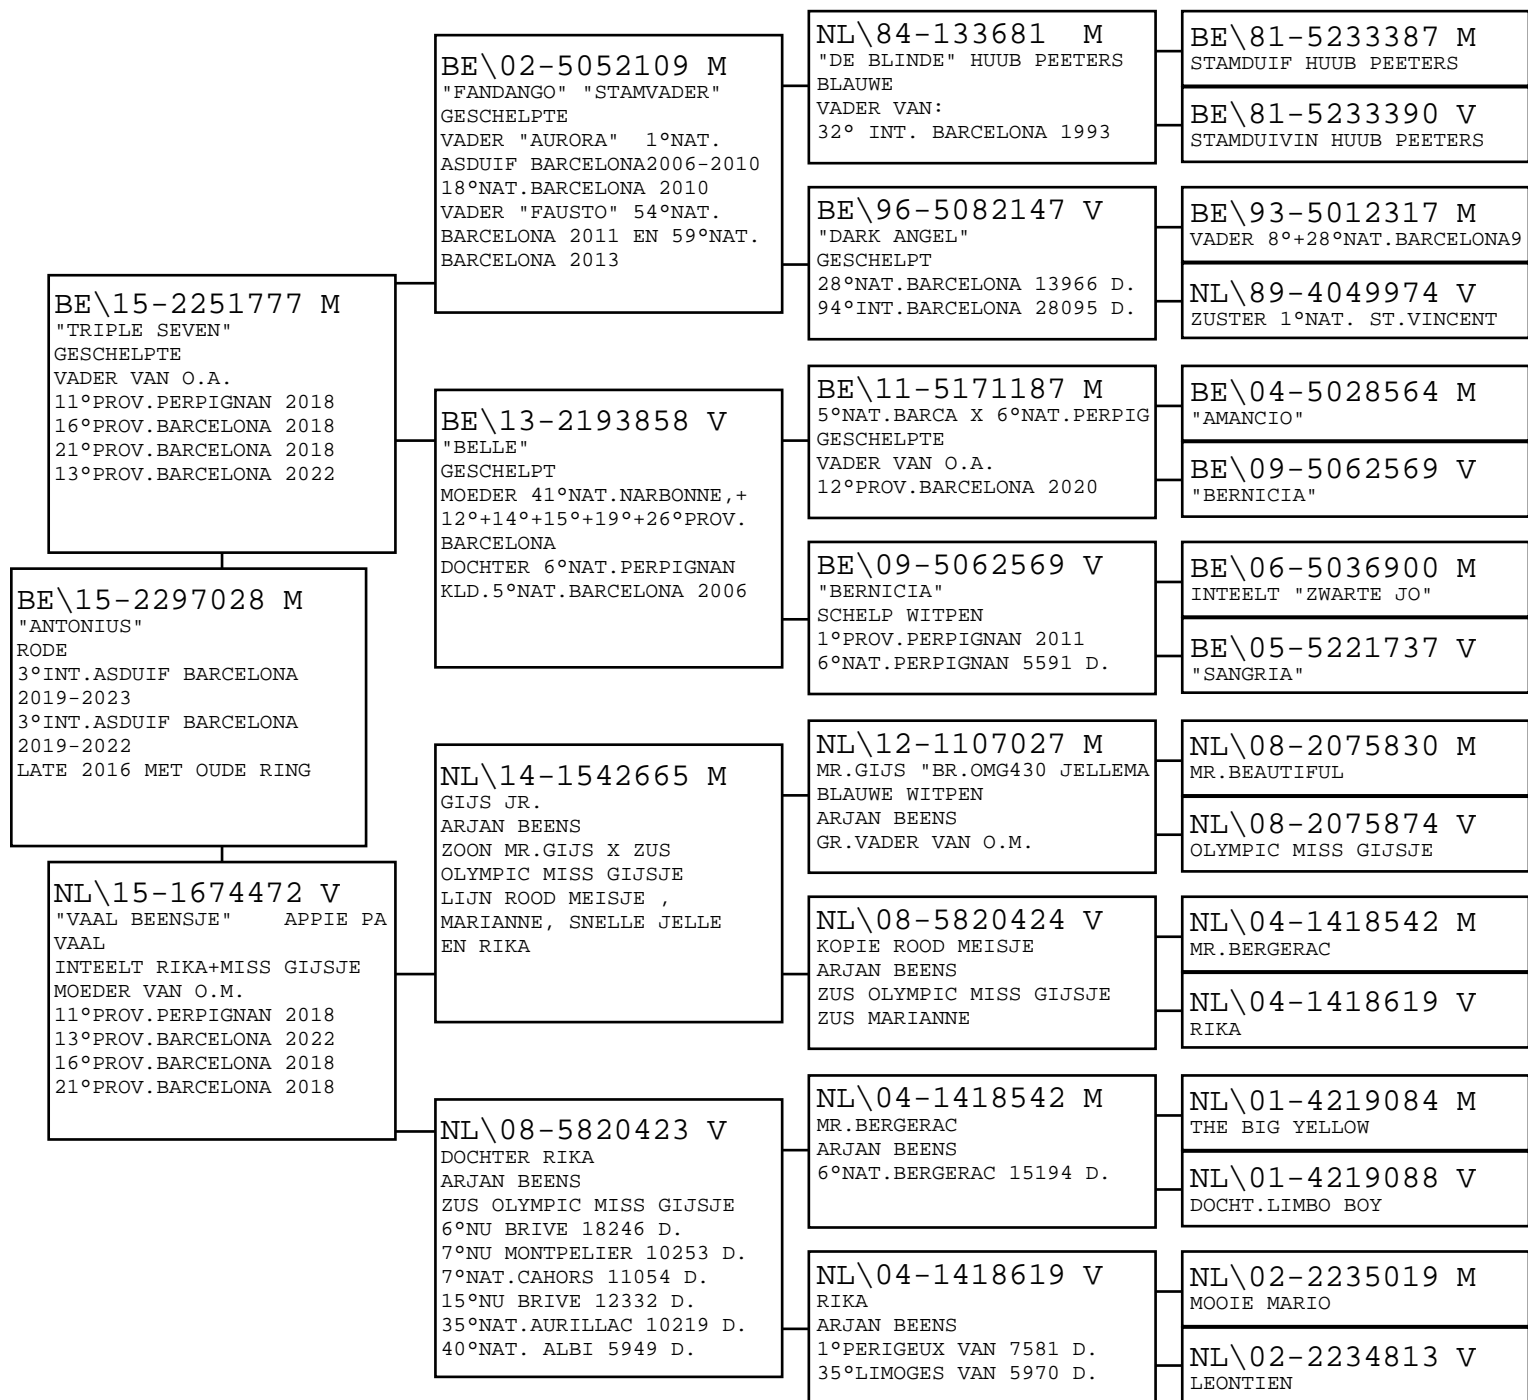 BE\15-2297028 M
"ANTONIUS"
RODE
3°INT.ASDUIF BARCELONA
2019-2023
3°INT.ASDUIF BARCELONA
2019-2022
LATE 2016 MET OUDE RING
BE\15-2251777 M
"TRIPLE SEVEN"
GESCHELPTE
VADER VAN O.A.
11°PROV.PERPIGNAN 2018
16°PROV.BARCELONA 2018
21°PROV.BARCELONA 2018
13°PROV.BARCELONA 2022
NL\15-1674472 V
"VAAL BEENSJE" APPIE PA
VAAL
INTEELT RIKA+MISS GIJSJE
MOEDER VAN O.M.
11°PROV.PERPIGNAN 2018
13°PROV.BARCELONA 2022
16°PROV.BARCELONA 2018
21°PROV.BARCELONA 2018
BE\02-5052109 M
"FANDANGO" "STAMVADER"
GESCHELPTE
VADER "AURORA" 1°NAT.
ASDUIF BARCELONA2006-2010
18°NAT.BARCELONA 2010
VADER "FAUSTO" 54°NAT.
BARCELONA 2011 EN 59°NAT.
BARCELONA 2013
BE\13-2193858 V
"BELLE"
GESCHELPT
MOEDER 41°NAT.NARBONNE,+
12°+14°+15°+19°+26°PROV.
BARCELONA
DOCHTER 6°NAT.PERPIGNAN
KLD.5°NAT.BARCELONA 2006
NL\14-1542665 M
GIJS JR.
ARJAN BEENS
ZOON MR.GIJS X ZUS
OLYMPIC MISS GIJSJE
LIJN ROOD MEISJE ,
MARIANNE, SNELLE JELLE
EN RIKA
NL\08-5820423 V
DOCHTER RIKA
ARJAN BEENS
ZUS OLYMPIC MISS GIJSJE
6°NU BRIVE 18246 D.
7°NU MONTPELIER 10253 D.
7°NAT.CAHORS 11054 D.
15°NU BRIVE 12332 D.
35°NAT.AURILLAC 10219 D.
40°NAT. ALBI 5949 D.
NL\84-133681 M
"DE BLINDE" HUUB PEETERS
BLAUWE
VADER VAN:
32° INT. BARCELONA 1993
BE\96-5082147 V
"DARK ANGEL"
GESCHELPT
28°NAT.BARCELONA 13966 D.
94°INT.BARCELONA 28095 D.
BE\11-5171187 M
5°NAT.BARCA X 6°NAT.PERPIG
GESCHELPTE
VADER VAN O.A.
12°PROV.BARCELONA 2020
BE\09-5062569 V
"BERNICIA"
SCHELP WITPEN
1°PROV.PERPIGNAN 2011
6°NAT.PERPIGNAN 5591 D.
NL\12-1107027 M
MR.GIJS "BR.OMG430 JELLEMA
BLAUWE WITPEN
ARJAN BEENS
GR.VADER VAN O.M.
NL\08-5820424 V
KOPIE ROOD MEISJE
ARJAN BEENS
ZUS OLYMPIC MISS GIJSJE
ZUS MARIANNE
NL\04-1418542 M
MR.BERGERAC
ARJAN BEENS
6°NAT.BERGERAC 15194 D.
NL\04-1418619 V
RIKA
ARJAN BEENS
1°PERIGEUX VAN 7581 D.
35°LIMOGES VAN 5970 D.
BE\81-5233387 M
STAMDUIF HUUB PEETERS
BE\81-5233390 V
STAMDUIVIN HUUB PEETERS
BE\93-5012317 M
VADER 8°+28°NAT.BARCELONA9
NL\89-4049974 V
ZUSTER 1°NAT. ST.VINCENT
BE\04-5028564 M
"AMANCIO"
BE\09-5062569 V
"BERNICIA"
BE\06-5036900 M
INTEELT "ZWARTE JO"
BE\05-5221737 V
"SANGRIA"
NL\08-2075830 M
MR.BEAUTIFUL
NL\08-2075874 V
OLYMPIC MISS GIJSJE
NL\04-1418542 M
MR.BERGERAC
NL\04-1418619 V
RIKA
NL\01-4219084 M
THE BIG YELLOW
NL\01-4219088 V
DOCHT.LIMBO BOY
NL\02-2235019 M
MOOIE MARIO
NL\02-2234813 V
LEONTIEN